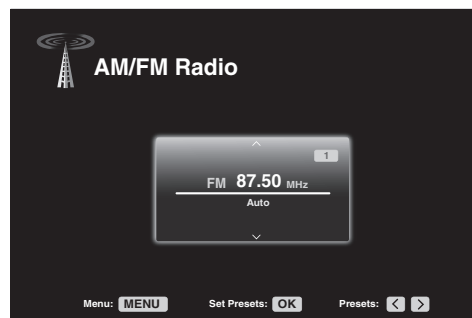 AM/FM Radio
1
FM 87.50 MHz
Auto
Menu: MENU Set Presets: OK Presets: < >